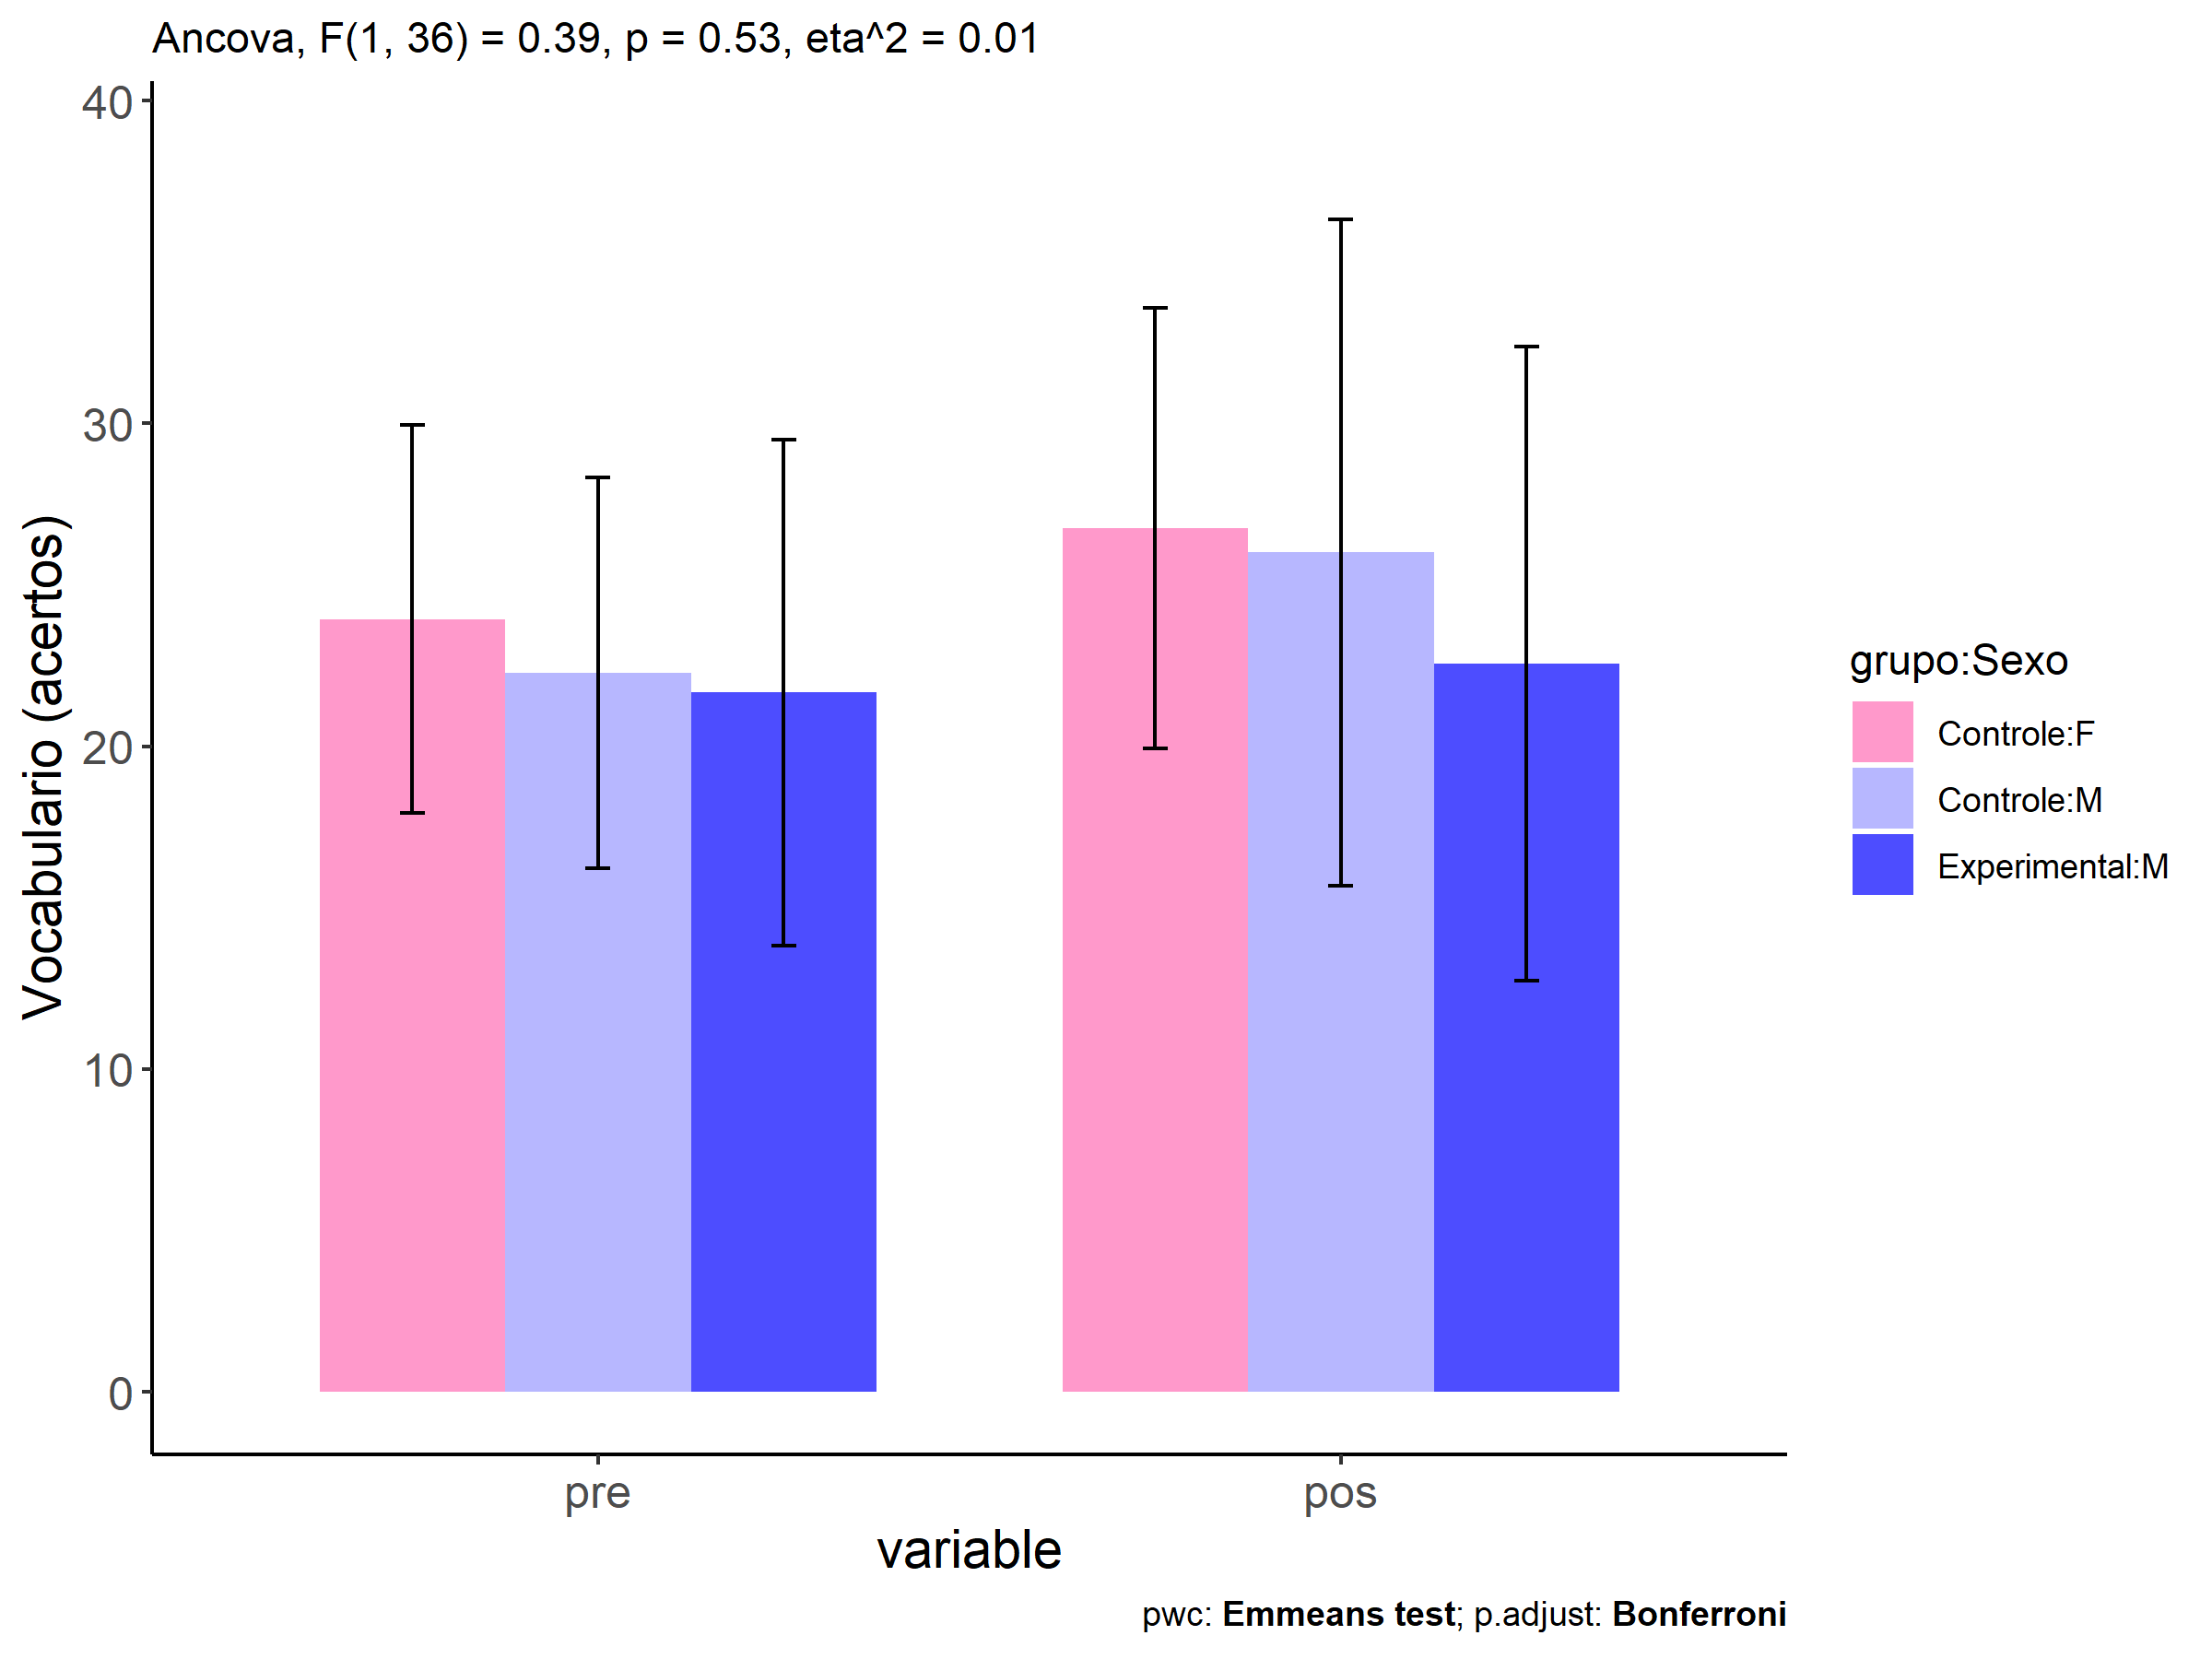 Ancova, F(1, 36) = 0.39, p = 0.53, eta^2 = 0.01
40
30
20
10
0
Vocabulario (acertos)
pre
pos
variable
grupo:Sexo
Controle:F
Controle:M
Experimental:M
pwc: Emmeans test; p.adjust: Bonferroni